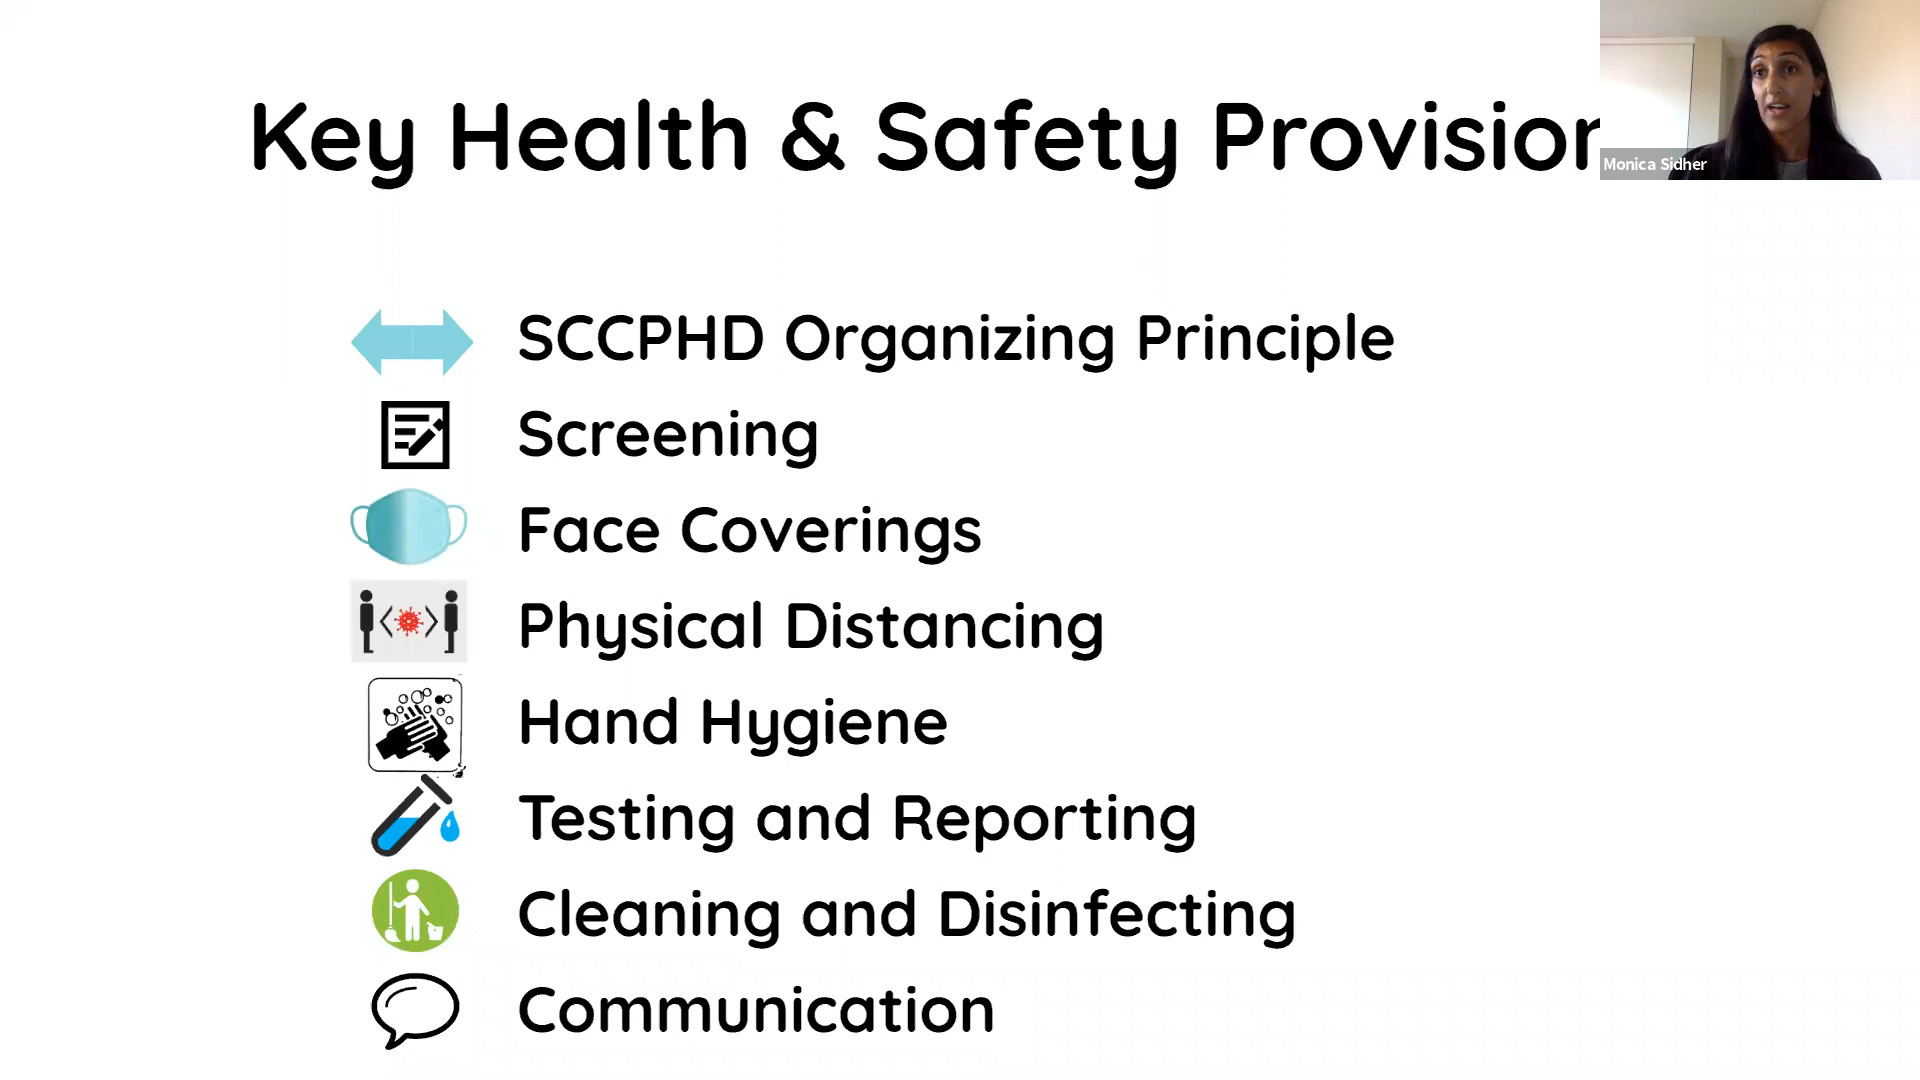 Key Health & Safety Provision
Monica Sidher
SCCPHD Organizing Principle
Screening
Face Coverings
Physical Distancing
Hand Hygiene
Testing and Reporting
Cleaning and Disinfecting
Communication